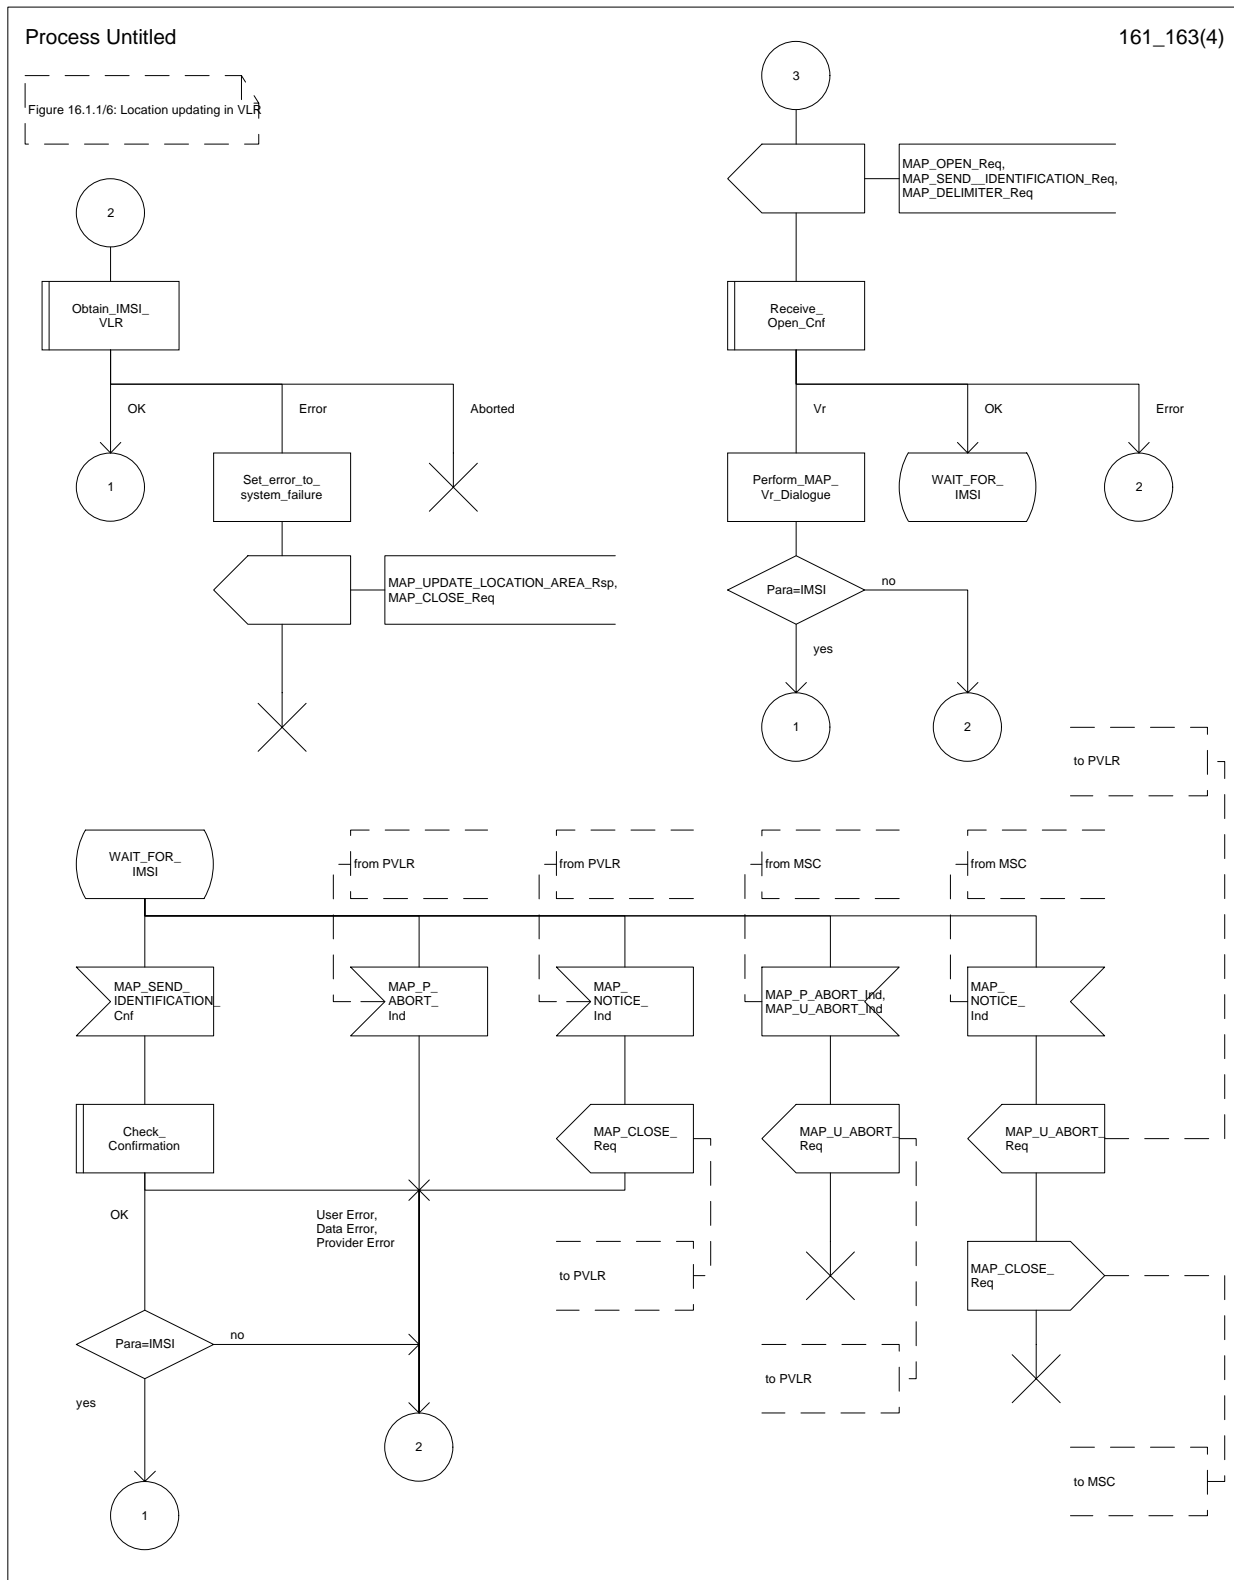 Process Untitled
161_163(4)
Figure 16.1.1/6: Location updating in VLR
3
MAP_OPEN_Req,
MAP_SEND__IDENTIFICATION_Req,
MAP_DELIMITER_Req
2
Obtain_IMSI_
VLR
Receive_
Open_Cnf
OK
Error
Aborted
Vr
OK
Error
1
Set_error_to_
system_failure
Perform_MAP_
Vr_Dialogue
WAIT_FOR_
IMSI
2
MAP_UPDATE_LOCATION_AREA_Rsp,
MAP_CLOSE_Req
Para=IMSI
no
yes
1
2
to PVLR
WAIT_FOR_
IMSI
from PVLR
from PVLR
from MSC
from MSC
MAP_SEND_
IDENTIFICATION_
Cnf
MAP_P_
ABORT_
Ind
MAP_
NOTICE_
Ind
MAP_P_ABORT_Ind,
MAP_U_ABORT_Ind
MAP_
NOTICE_
Ind
Check_
Confirmation
MAP_CLOSE_
Req
MAP_U_ABORT_
Req
MAP_U_ABORT_
Req
OK
User Error,
Data Error,
Provider Error
to PVLR
MAP_CLOSE_
Req
Para=IMSI
no
to PVLR
yes
2
to MSC
1